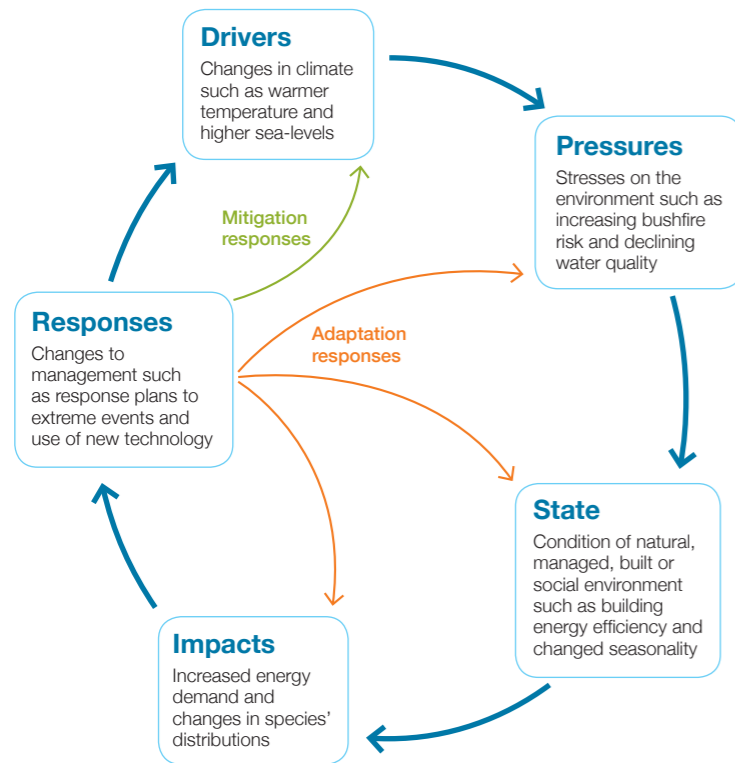 Drivers
Changes in climate
such as warmer
temperature and
higher sea-levels
Pressures
Stresses on the
environment such as
increasing bushfire
risk and declining
water quality
Mitigation
responses
Responses
Changes to
management such
as response plans to
extreme events and
use of new technology
Adaptation
responses
State
Condition of natural,
managed, built or
social environment
such as building
energy efficiency and
changed seasonality
Impacts
Increased energy
demand and
changes in species’
distributions